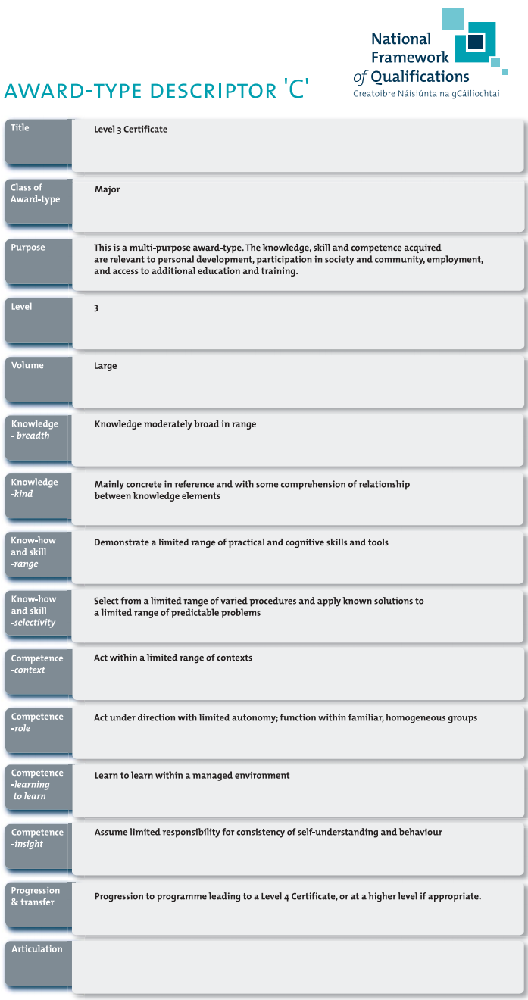 National
Framework
of Qualifications
Creatoibre Náisiúnta na gCáilíochtaí
AWARD-TYPE DESCRIPTOR 'C'
Title
Level 3 Certificate
Class of
Award-type
Major
Purpose
This is a multi-purpose award-type. The knowledge, skill and competence acquired
are relevant to personal development, participation in society and community, employment,
and access to additional education and training.
Level
3
Volume
Large
Knowledge
- breadth
Knowledge moderately broad in range
Knowledge
-kind
Mainly concrete in reference and with some comprehension of relationship
between knowledge elements
Know-how
and skill
-range
Demonstrate a limited range of practical and cognitive skills and tools
Know-how
and skill
-selectivity
Select from a limited range of varied procedures and apply known solutions to
a limited range of predictable problems
Competence
-context
Act within a limited range of contexts
Competence
-role
Act under direction with limited autonomy; function within familiar, homogeneous groups
Competence
-learning
to learn
Learn to learn within a managed environment
Competence
-insight
Assume limited responsibility for consistency of self-understanding and behaviour
Progression
& transfer
Progression to programme leading to a Level 4 Certificate, or at a higher level if appropriate.
Articulation